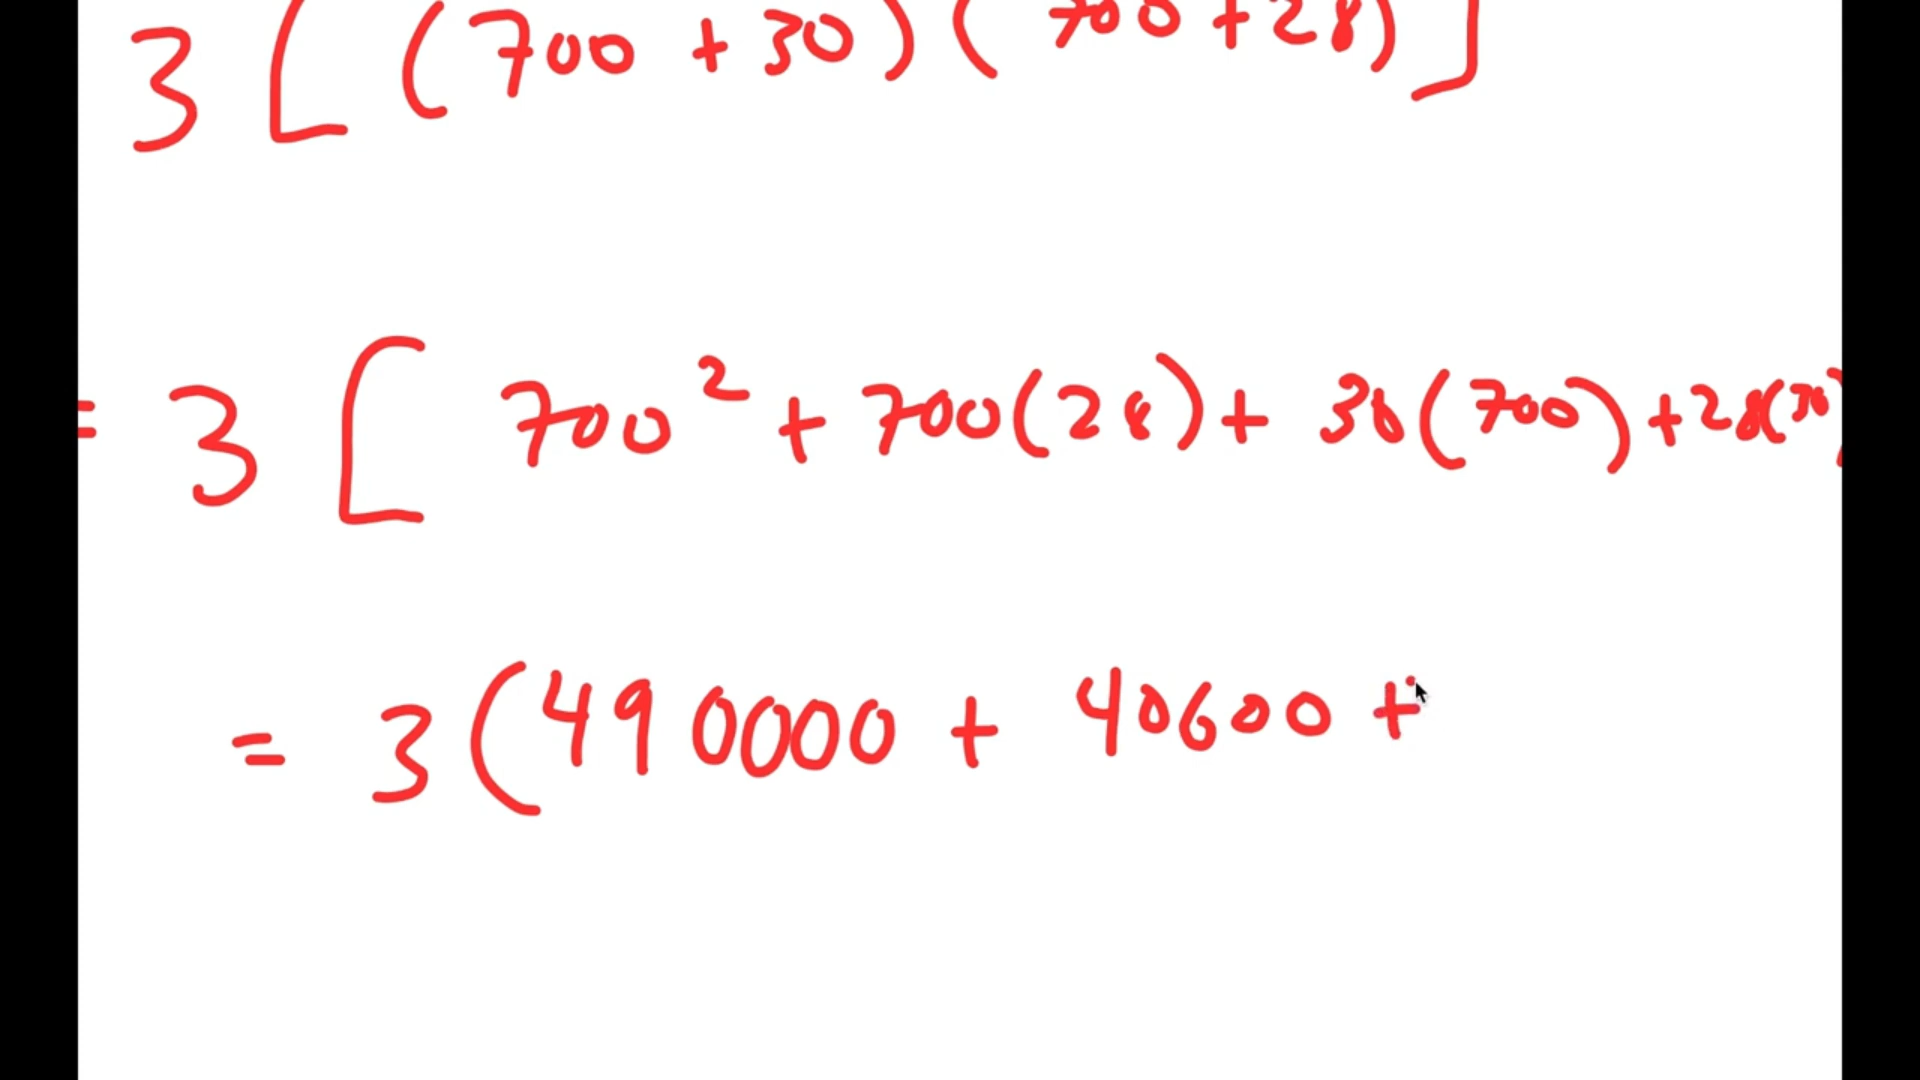 3 [ (700 + 30) ( 700 + 28) ]
= 3 [ 700² + 700(28) + 30(700) + 28(30)
= 3 (490000 + 40600 +